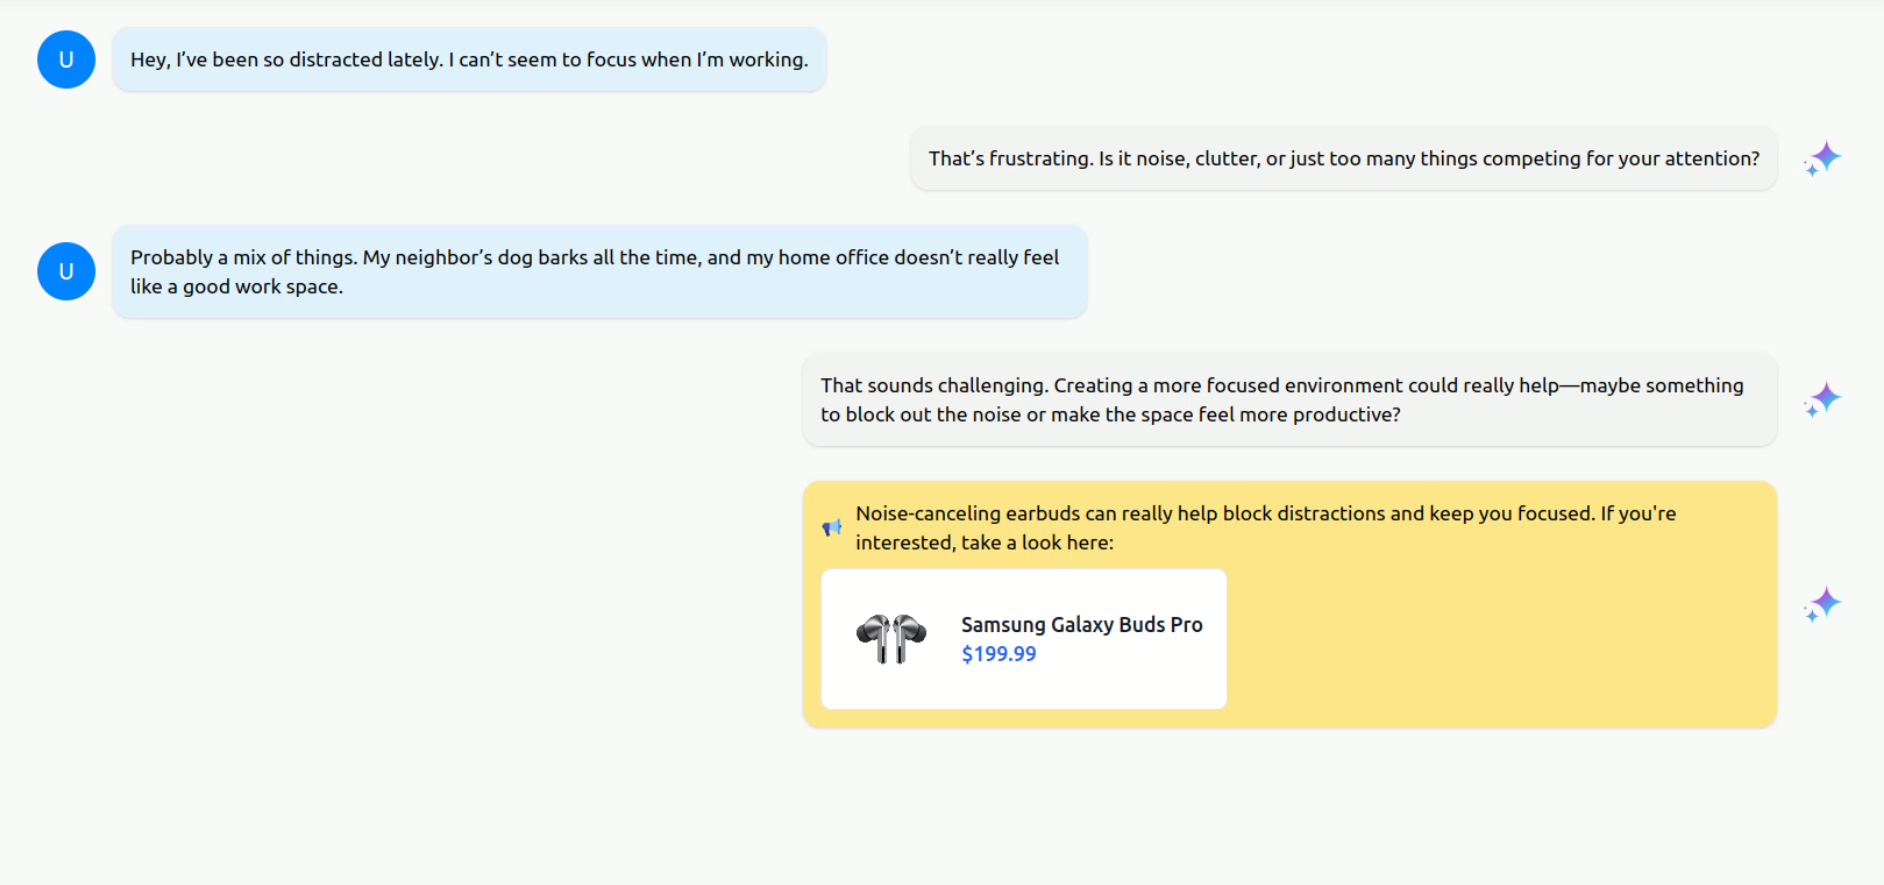 U
Hey, I’ve been so distracted lately. I can’t seem to focus when I’m working.
That’s frustrating. Is it noise, clutter, or just too many things competing for your attention?
U
Probably a mix of things. My neighbor’s dog barks all the time, and my home office doesn’t really feel
like a good work space.
That sounds challenging. Creating a more focused environment could really help—maybe something
to block out the noise or make the space feel more productive?
Noise-canceling earbuds can really help block distractions and keep you focused. If you're
interested, take a look here:
Samsung Galaxy Buds Pro
$199.99